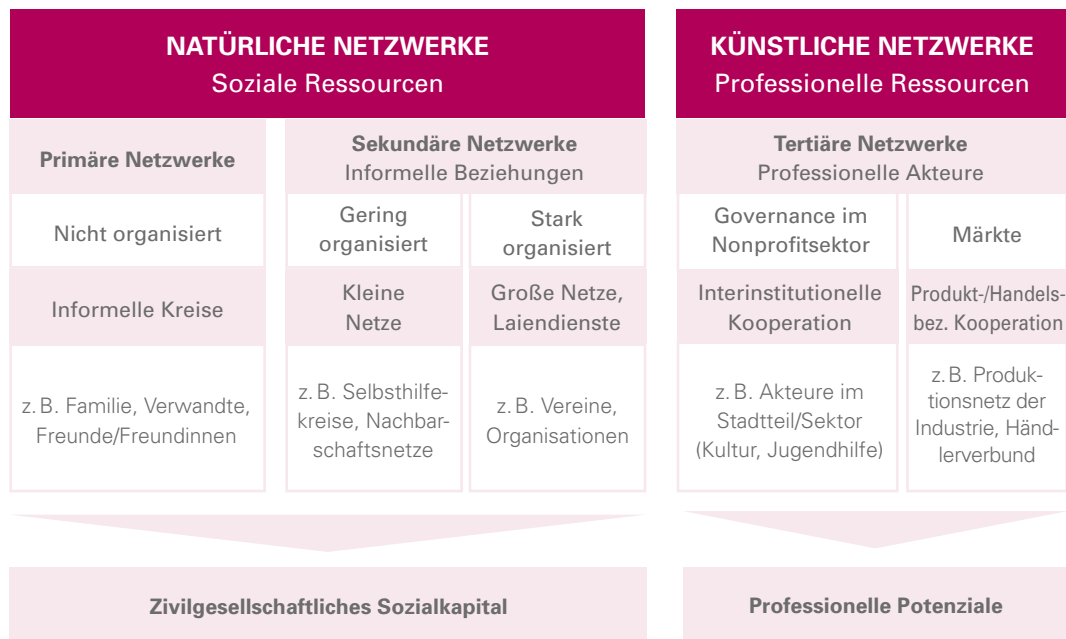 NATÜRLICHE NETZWERKE
Soziale Ressourcen
KÜNSTLICHE NETZWERKE
Professionelle Ressourcen
Primäre Netzwerke
Sekundäre Netzwerke
Informelle Beziehungen
Tertiäre Netzwerke
Professionelle Akteure
Nicht organisiert
Gering
organisiert
Stark
organisiert
Governance im
Nonprofitsektor
Märkte
Informelle Kreise
Kleine
Netze
Große Netze,
Laiendienste
Interinstitutionelle
Kooperation
Produkt-/Handels-
bez. Kooperation
z. B. Familie, Verwandte,
Freunde/Freundinnen
z. B. Selbsthilfe-
kreise, Nachbar-
schaftsnetze
z. B. Vereine,
Organisationen
z. B. Akteure im
Stadtteil/Sektor
(Kultur, Jugendhilfe)
z. B. Produk-
tionsnetz der
Industrie, Händ-
lerverbund
Zivilgesellschaftliches Sozialkapital
Professionelle Potenziale